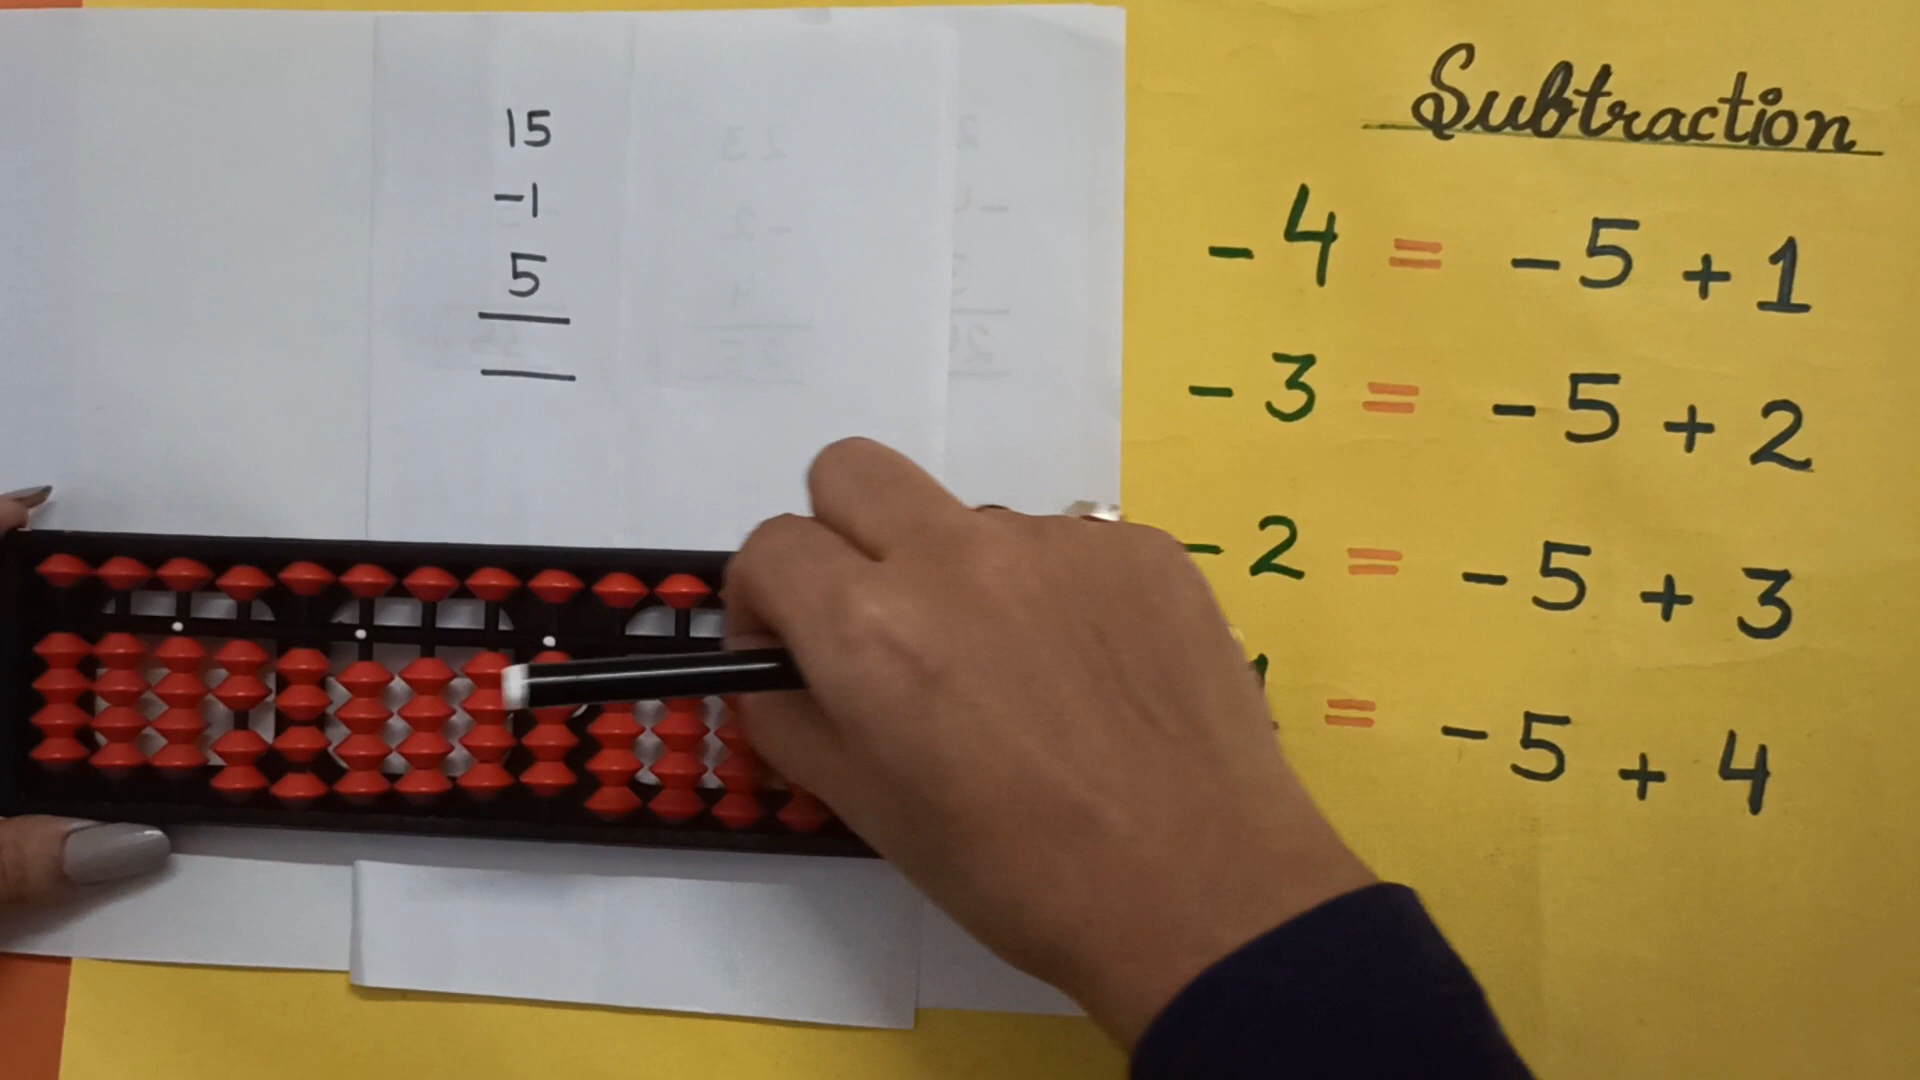 15
-1
5
Subtraction
-4 = -5 + 1
-3 = -5 + 2
-2 = -5 + 3
= -5 + 4